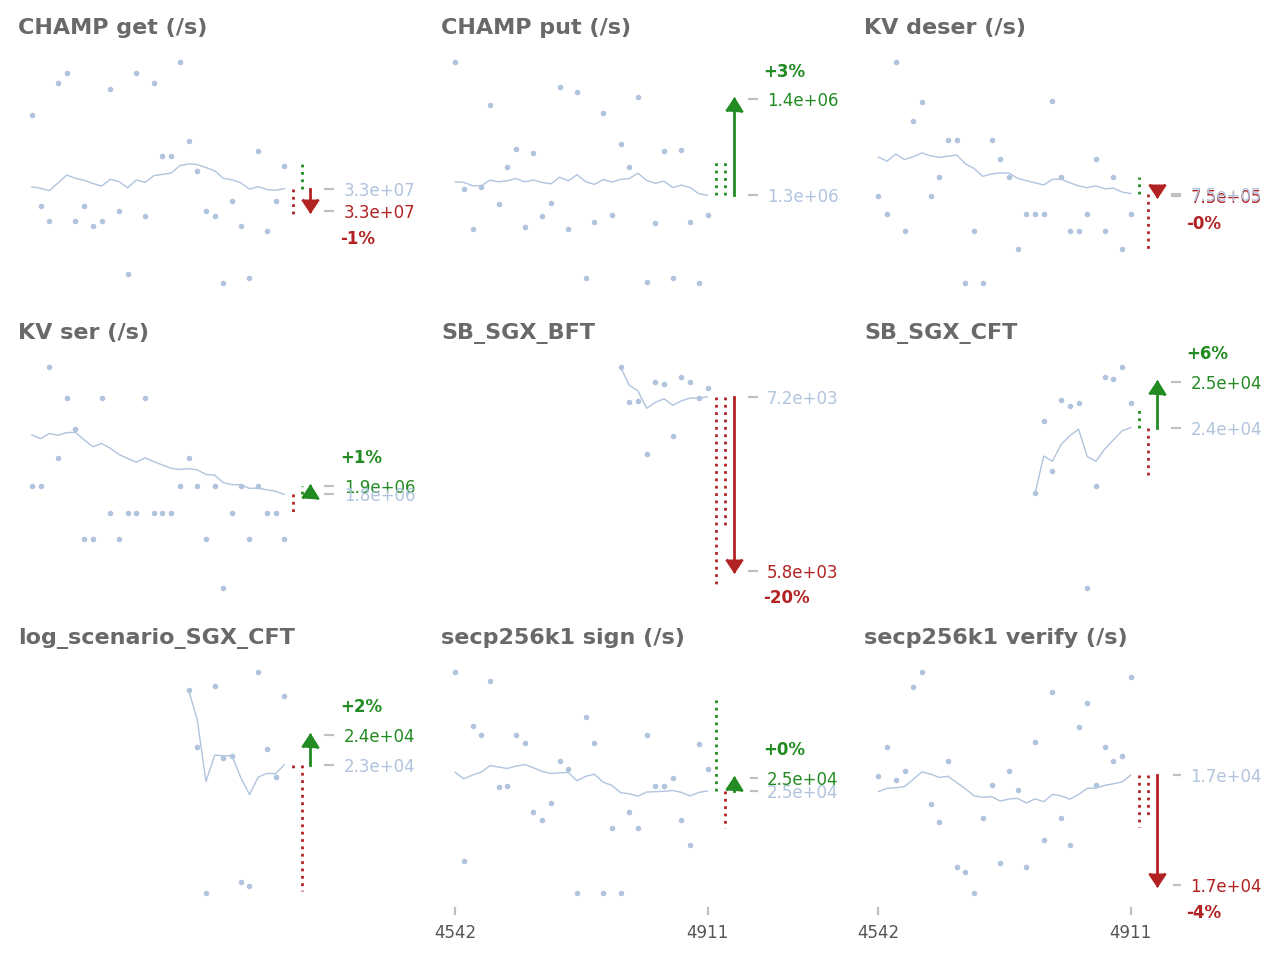 CHAMP get (/s)
3.3e+07
3.3e+07
-1%
CHAMP put (/s)
+3%
1.4e+06
1.3e+06
KV deser (/s)
7.5e+05
-0%
KV ser (/s)
+1%
1.9e+06
1.8e+06
SB_SGX_BFT
7.2e+03
5.8e+03
-20%
SB_SGX_CFT
+6%
2.5e+04
2.4e+04
log_scenario_SGX_CFT
+2%
2.4e+04
2.3e+04
secp256k1 sign (/s)
+0%
2.5e+04
2.5e+04
4542 4911
secp256k1 verify (/s)
1.7e+04
1.7e+04
-4%
4542 4911